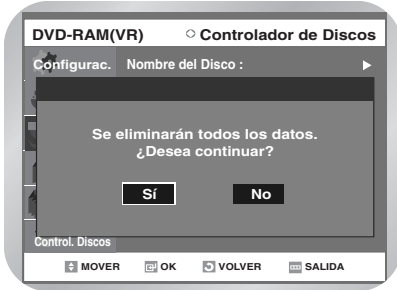 DVD-RAM(VR) Controlador de Discos
Configurac. Nombre del Disco :
Se eliminarán todos los datos.
¿Desea continuar?
Sí No
Control. Discos
MOVER OK VOLVER SALIDA